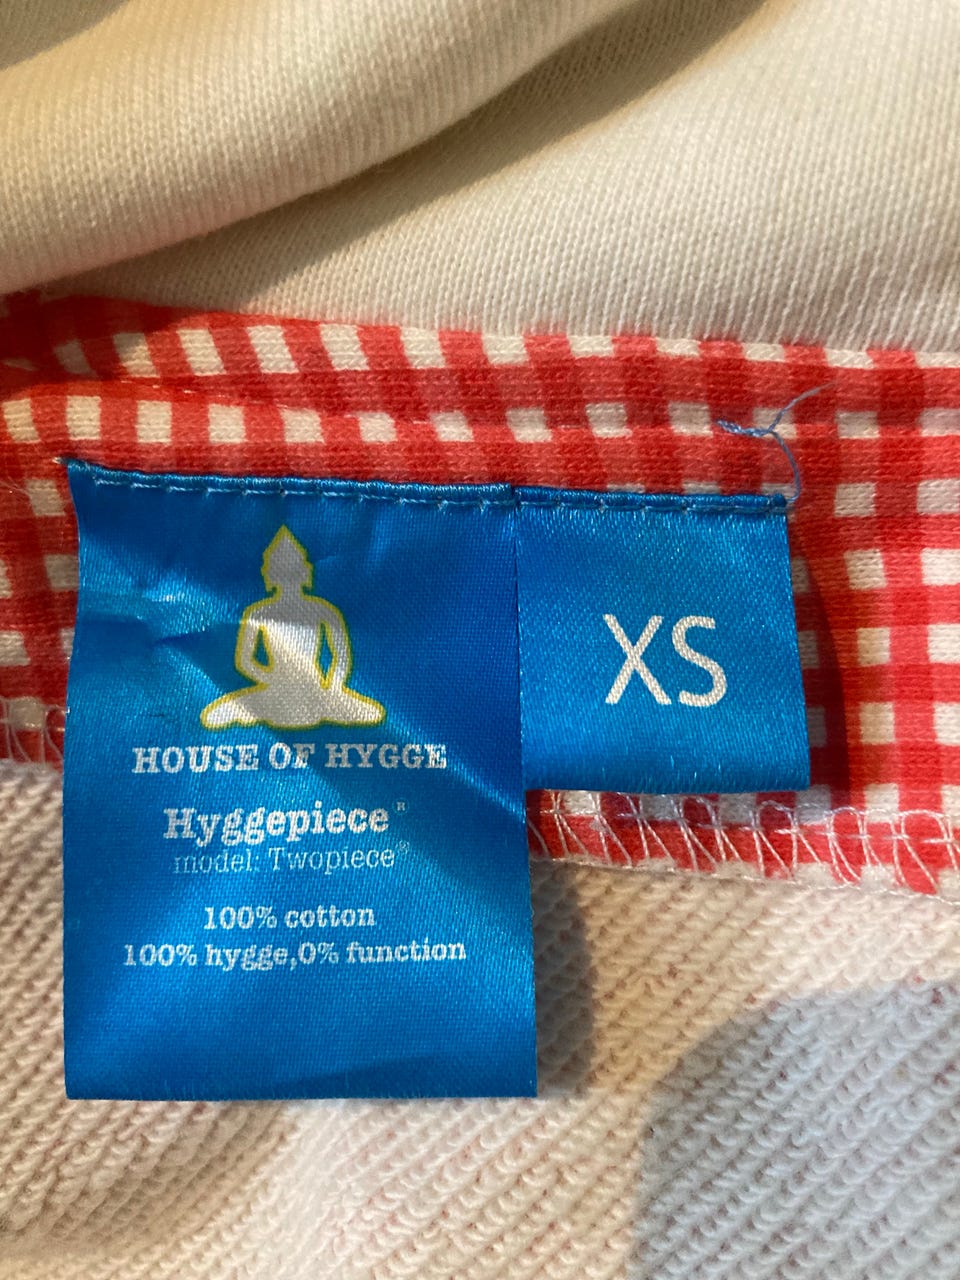 HOUSE OF HYGGE
Hyggepiece®
model: Twopiece®
100% cotton
100% hygge,0% function
XS